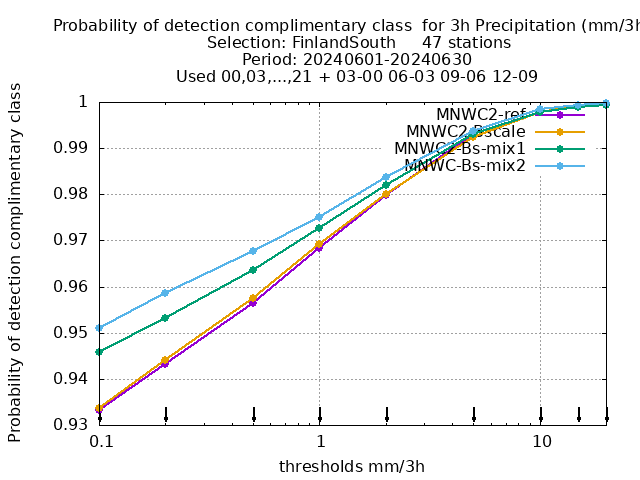 Probability of detection complimentary class  for 3h Precipitation (mm/3h
Selection: FinlandSouth     47 stations
Period: 20240601-20240630
Used 00,03,...,21 + 03-00 06-03 09-06 12-09
Probability of detection complimentary class
1
0.99
0.98
0.97
0.96
0.95
0.94
0.93
MNWC2-ref
MNWC2-Bscale
MNWC2-Bs-mix1
MNWC-Bs-mix2
0.1
1
10
thresholds mm/3h